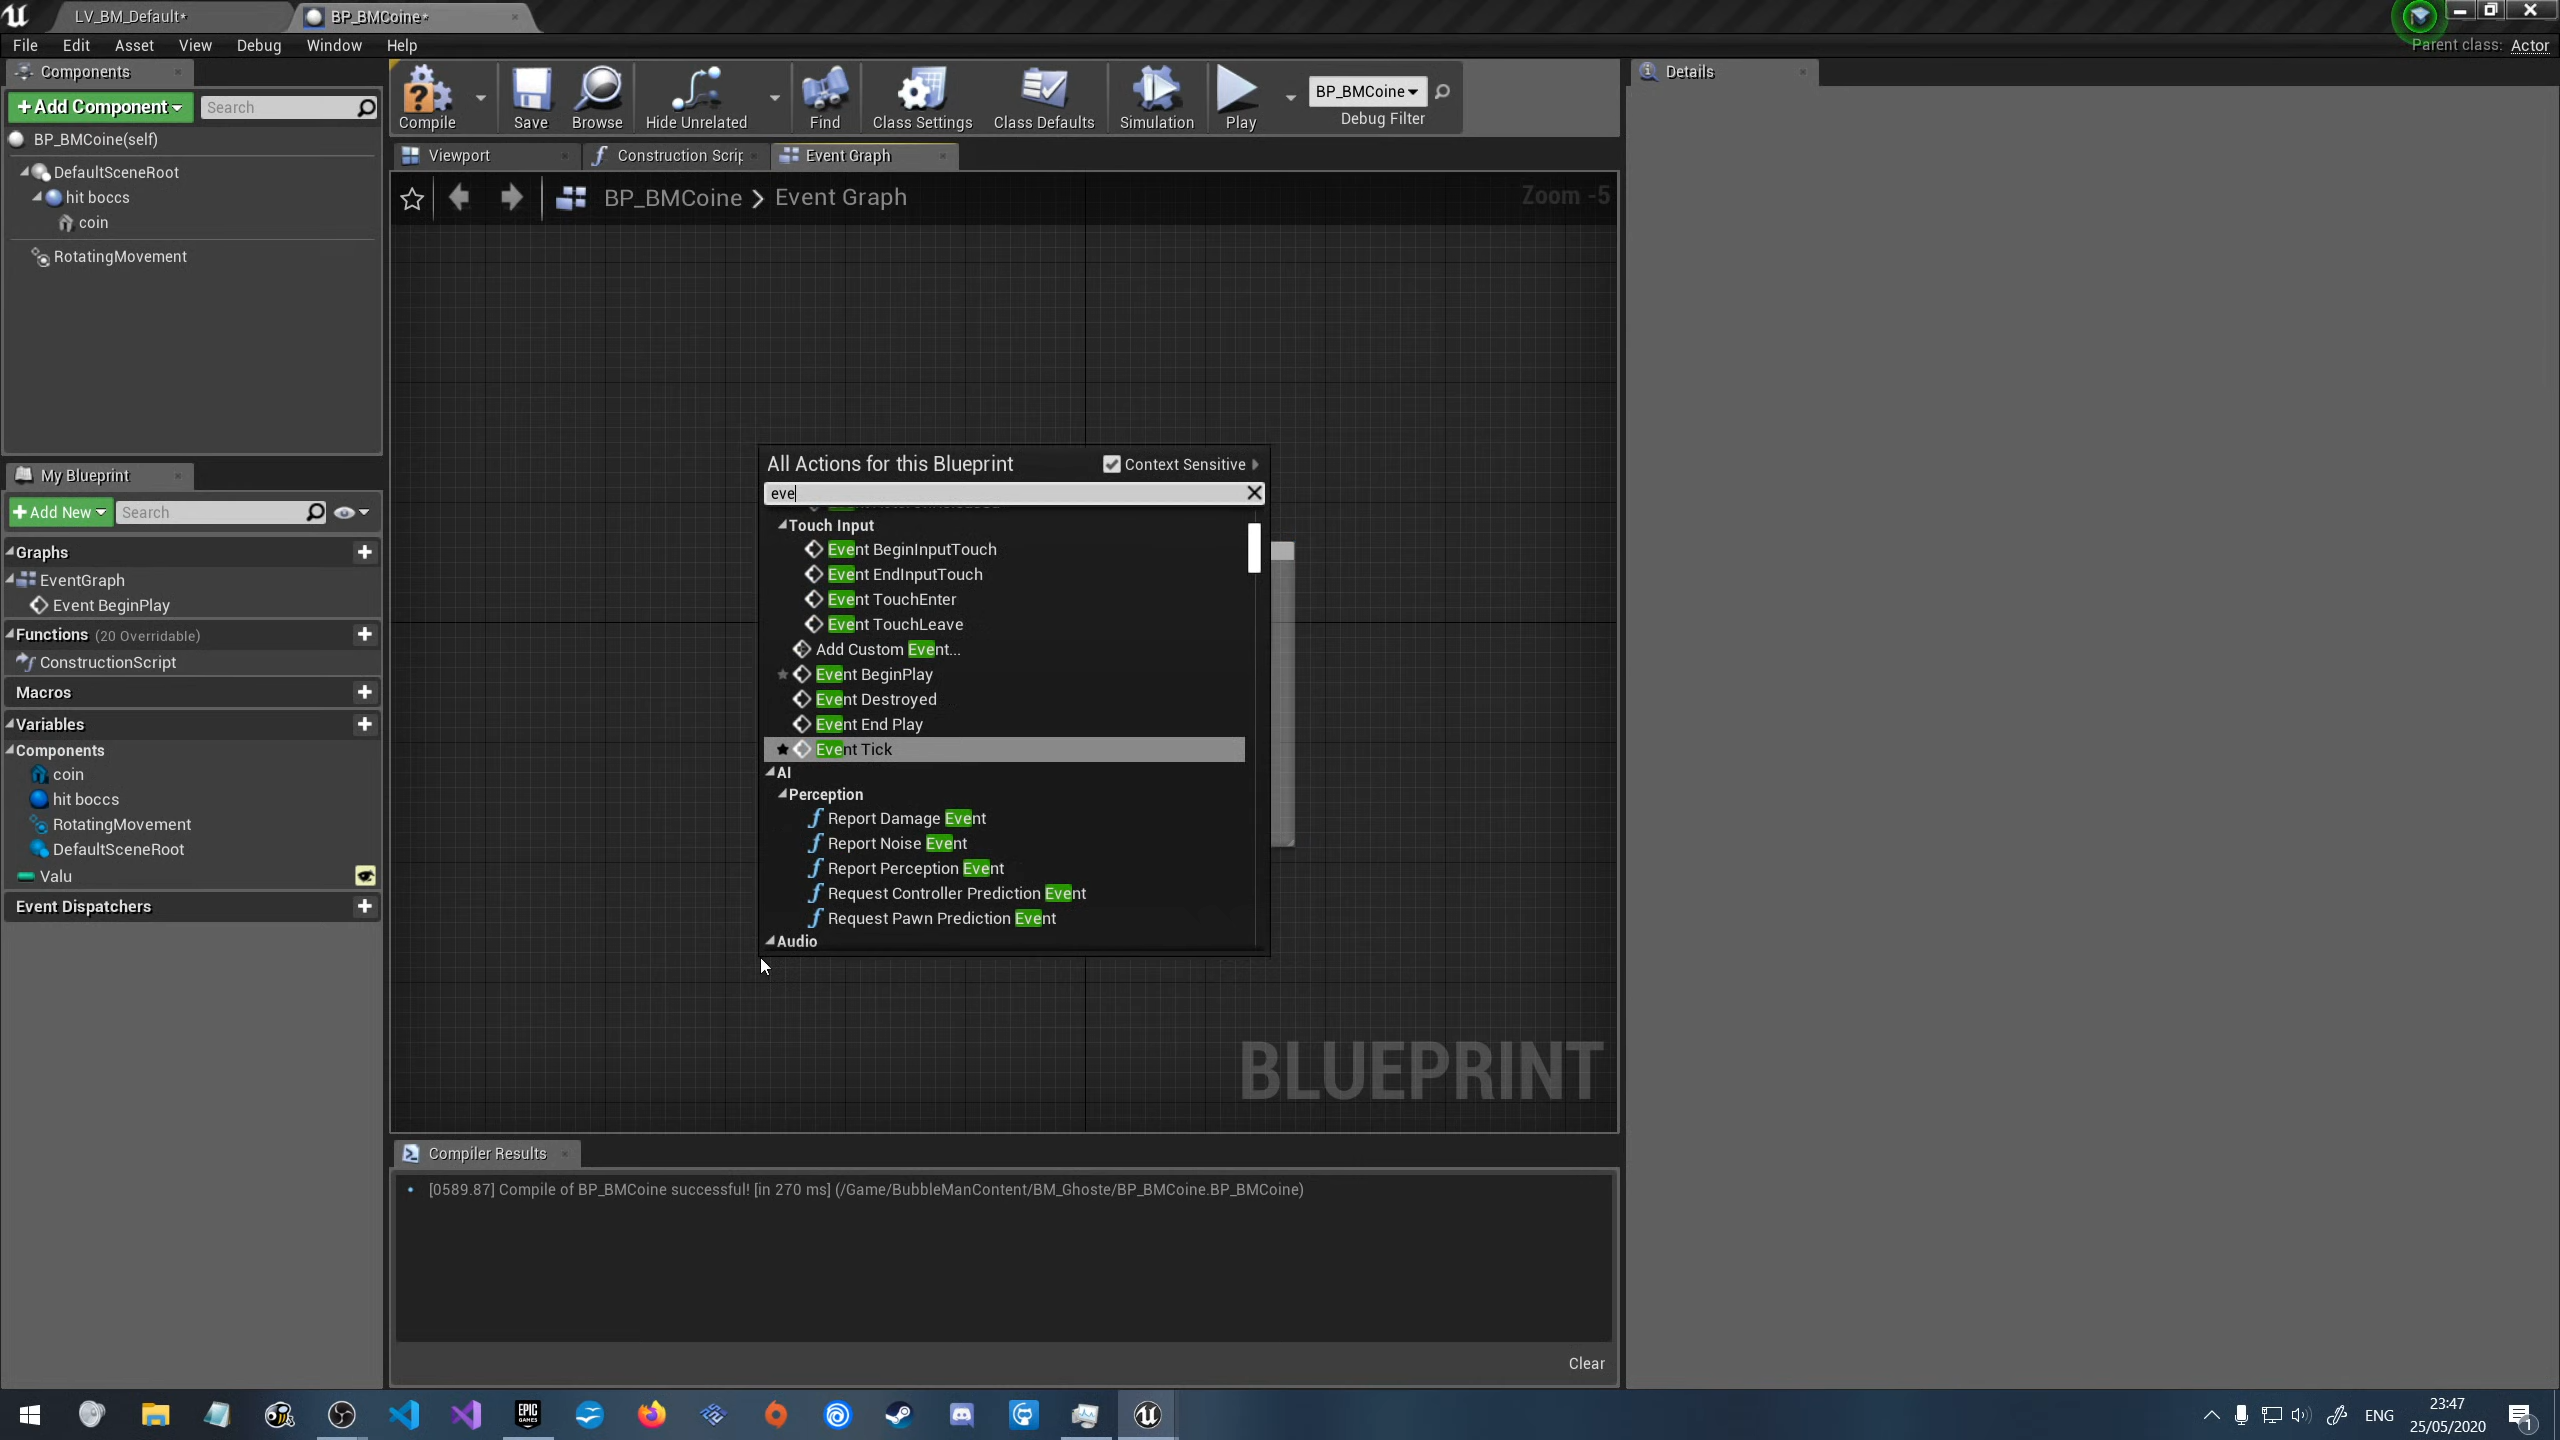 LV_BM_Default*
BP_BMCoine*
File Edit Asset View Debug Window Help
Parent class: Actor
Components
+Add Component
Search
BP_BMCoine(self)
DefaultSceneRoot
hit boccs
coin
RotatingMovement
Compile
Save
Browse
Hide Unrelated
Find
Class Settings
Class Defaults
Simulation
Play
BP_BMCoine
Debug Filter
Details
Viewport
Construction Scrip
Event Graph
BP_BMCoine > Event Graph
Zoom -5
My Blueprint
+Add New
Search
Graphs
EventGraph
Event BeginPlay
Functions (20 Overridable)
ConstructionScript
Macros
Variables
Components
coin
hit boccs
RotatingMovement
DefaultSceneRoot
Valu
Event Dispatchers
All Actions for this Blueprint
Context Sensitive
eve
Touch Input
Event BeginInputTouch
Event EndInputTouch
Event TouchEnter
Event TouchLeave
Add Custom Event...
Event BeginPlay
Event Destroyed
Event End Play
Event Tick
AI
Perception
Report Damage Event
Report Noise Event
Report Perception Event
Request Controller Prediction Event
Request Pawn Prediction Event
Audio
BLUEPRINT
Compiler Results
[0589.87] Compile of BP_BMCoine successful! [in 270 ms] (/Game/BubbleManContent/BM_Ghoste/BP_BMCoine.BP_BMCoine)
Clear
EPIC
GAMES
ENG
23:47
25/05/2020
1